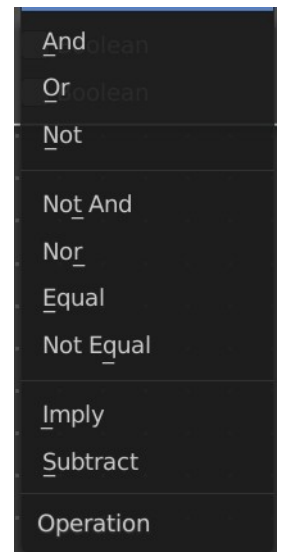 And
Or
Not
Not And
Nor
Equal
Not Equal
Imply
Subtract
Operation